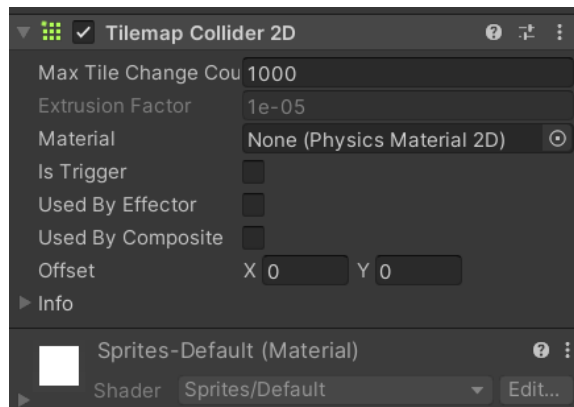 Tilemap Collider 2D
Max Tile Change Cou 1000
Extrusion Factor 1e-05
Material None (Physics Material 2D)
Is Trigger
Used By Effector
Used By Composite
Offset X 0 Y 0
Info
Sprites-Default (Material)
Shader Sprites/Default Edit...